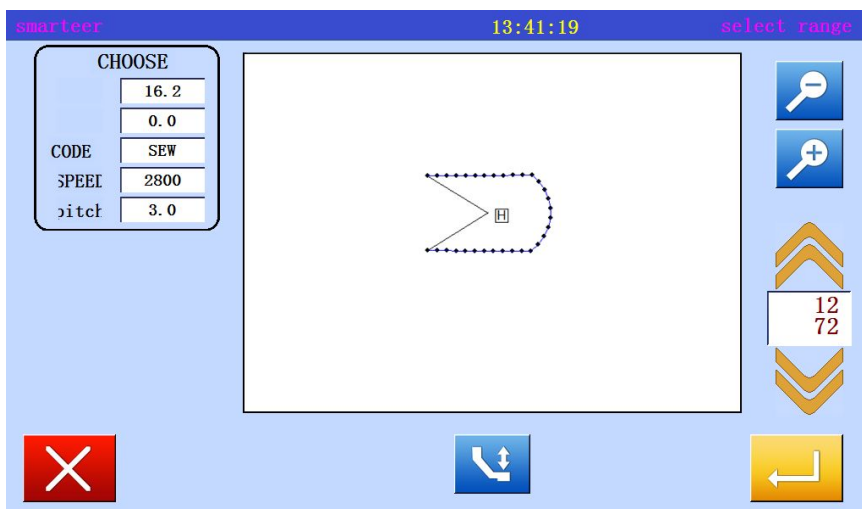 smarteer 13:41:19 select range
CHOOSE
16.2
0.0
CODE SEW
SPEEI 2800
pitch 3.0
H
12
72